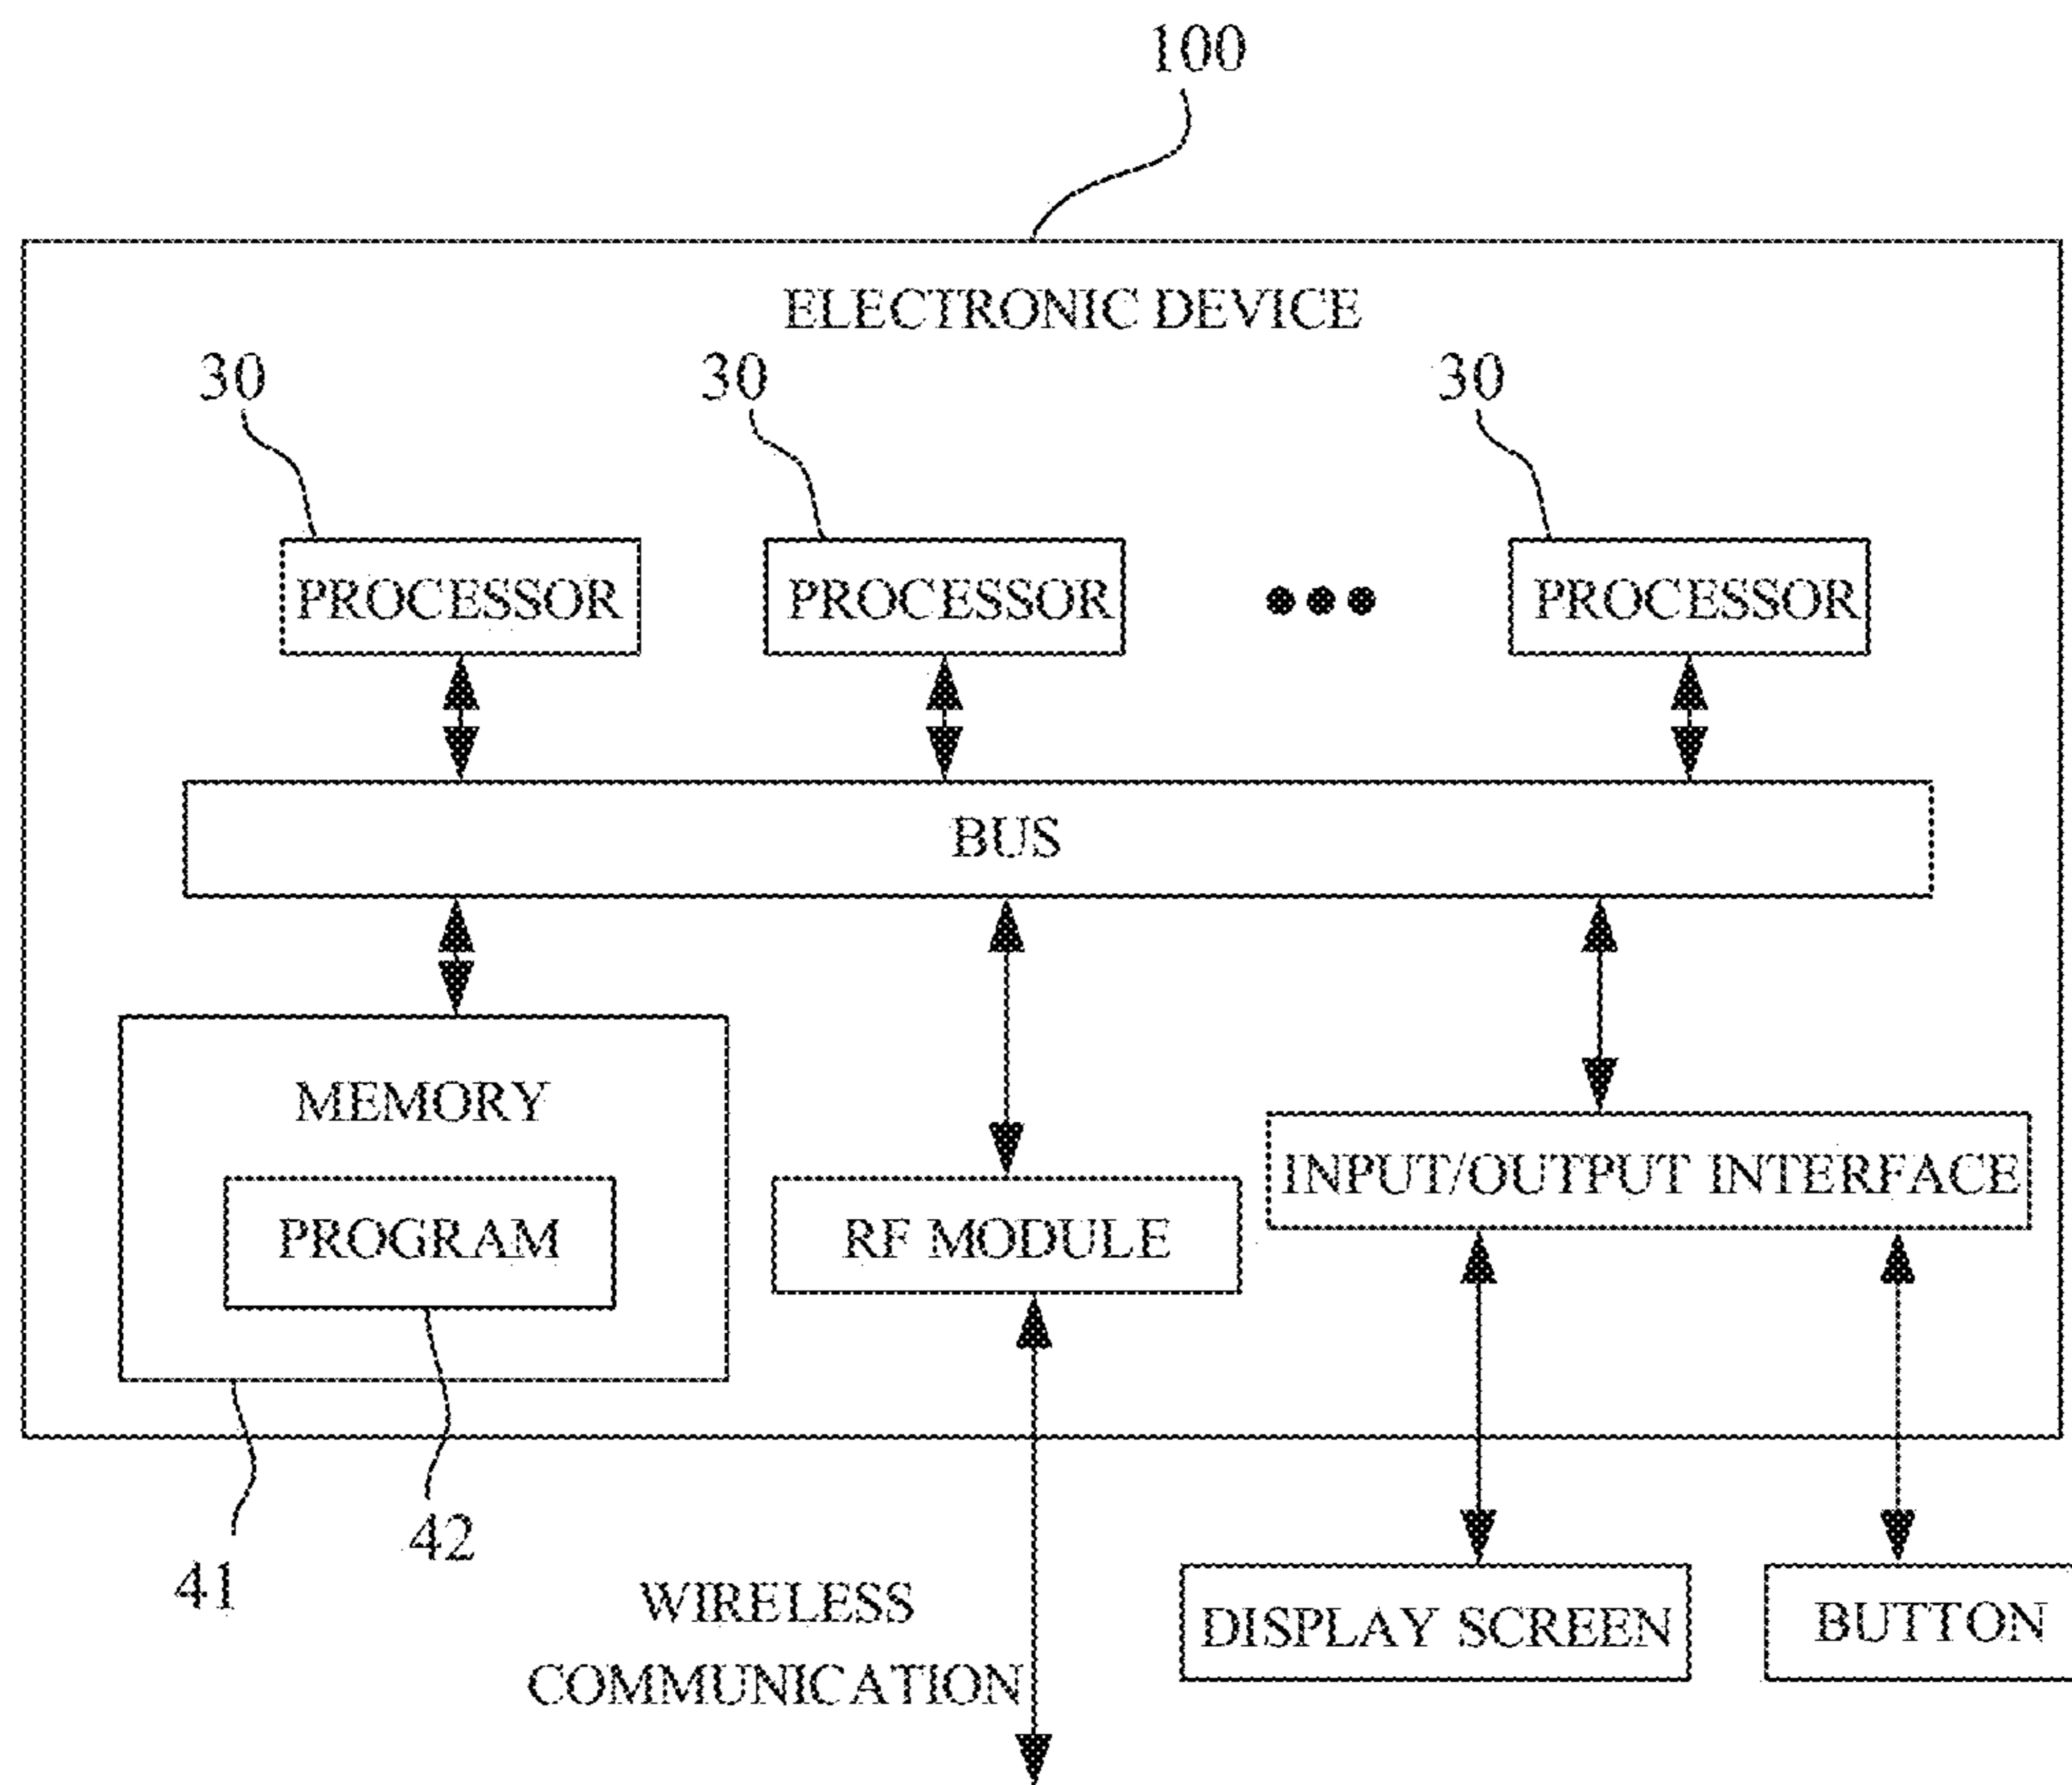 100
ELECTRONIC DEVICE
30
30
30
PROCESSOR
PROCESSOR
PROCESSOR
BUS
MEMORY
PROGRAM
RF MODULE
INPUT/OUTPUT INTERFACE
41
42
WIRELESS
COMMUNICATION
DISPLAY SCREEN
BUTTON